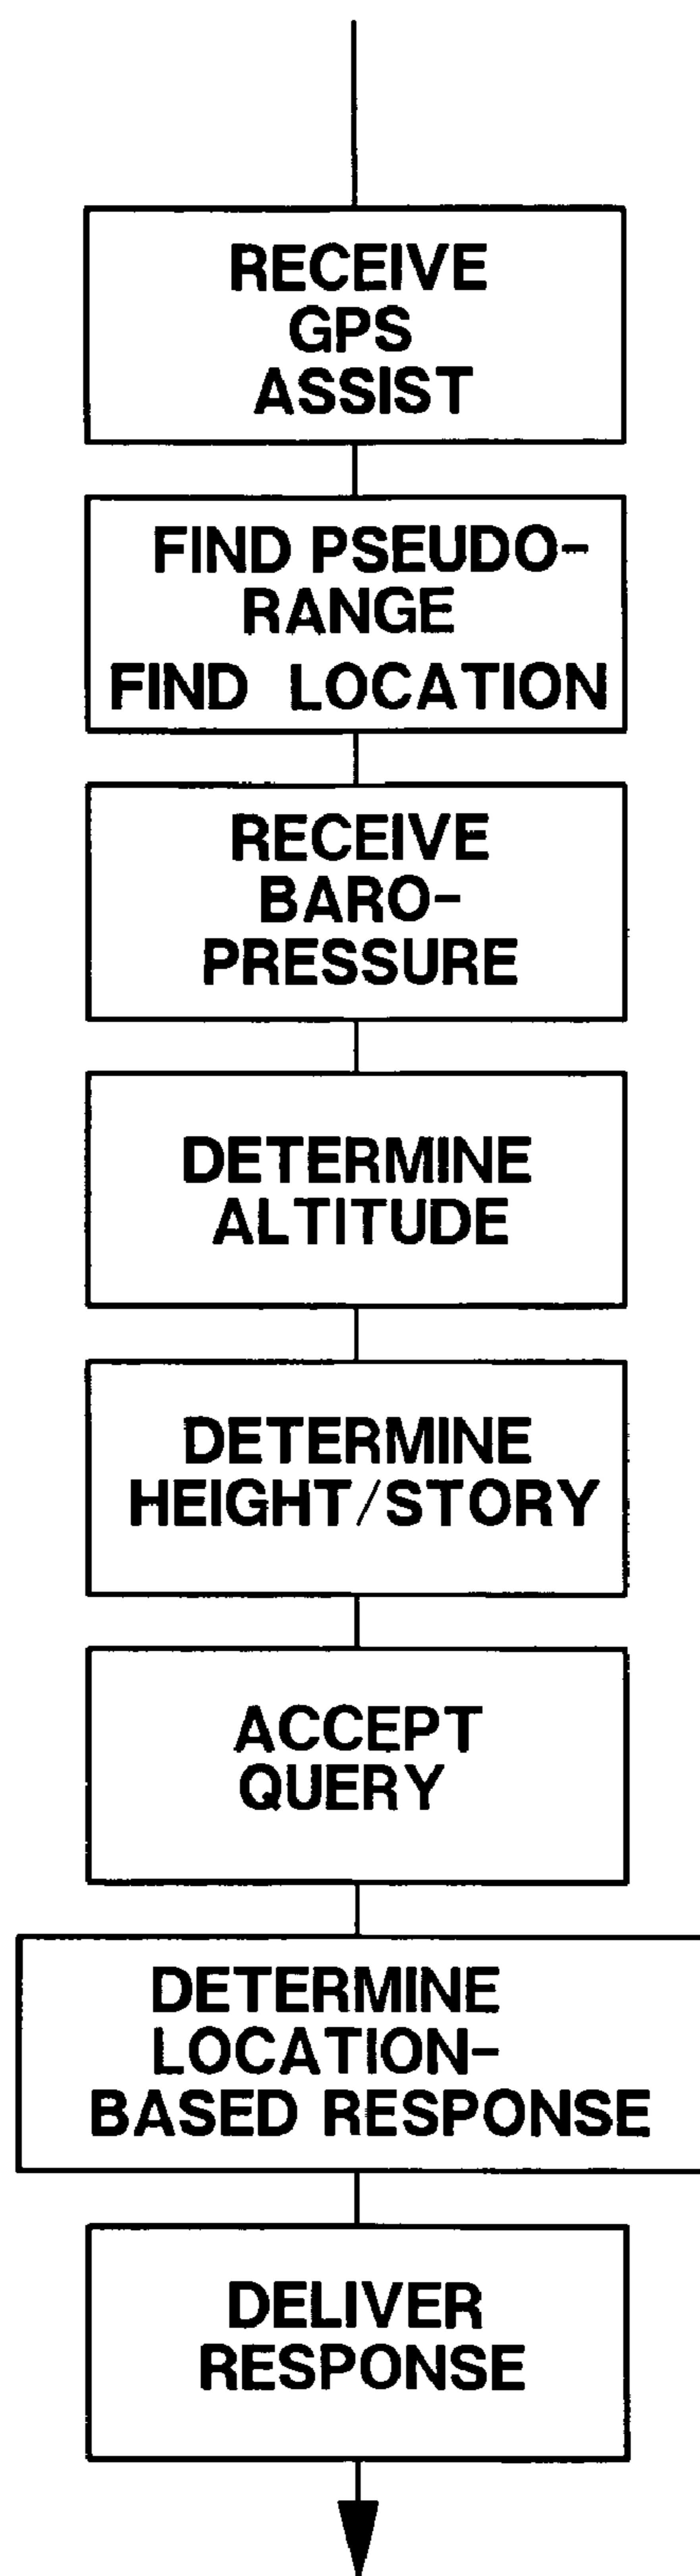 RECEIVE
GPS
ASSIST
FIND PSEUDO-
RANGE
FIND LOCATION
RECEIVE
BARO-
PRESSURE
DETERMINE
ALTITUDE
DETERMINE
HEIGHT/STORY
ACCEPT
QUERY
DETERMINE
LOCATION-
BASED RESPONSE
DELIVER
RESPONSE